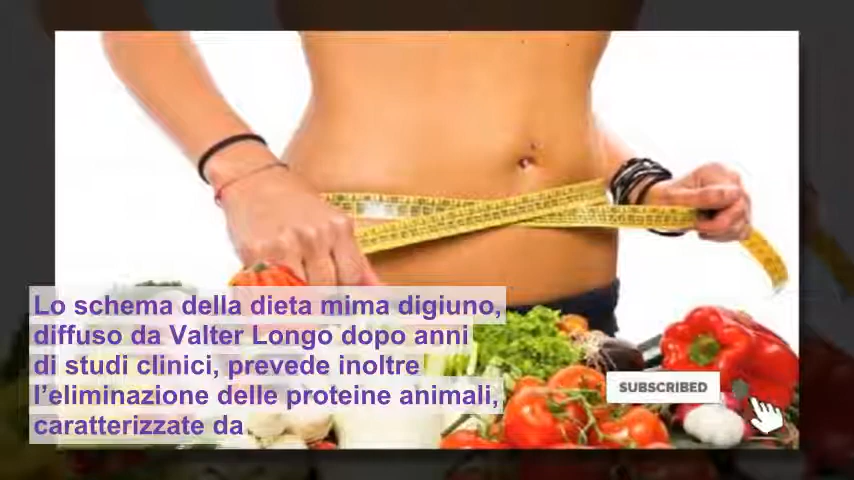 Lo schema della dieta mima digiuno,
diffuso da Valter Longo dopo anni
di studi clinici, prevede inoltre
l’eliminazione delle proteine animali,
caratterizzate da
SUBSCRIBED